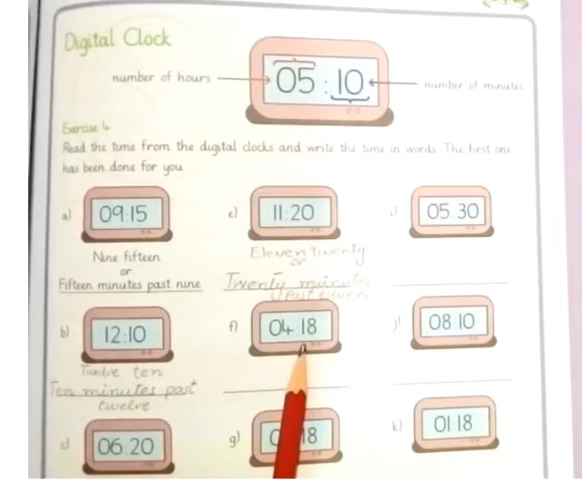 Digital Clock
number of hours
05 : 10
number of minutes
Exercise 4
Read the time from the digital clocks and write the time in words. The first one
has been done for you
a) 09:15
e) 11:20
i) 05 30
Nine fifteen
or
Fifteen minutes past nine
Eleven twenty
or
Twenty minutes
past eleven
b) 12:10
f) 04 18
j) 08 10
Twelve ten
Ten minutes past
twelve
06:20
g)
18
k) 01 18